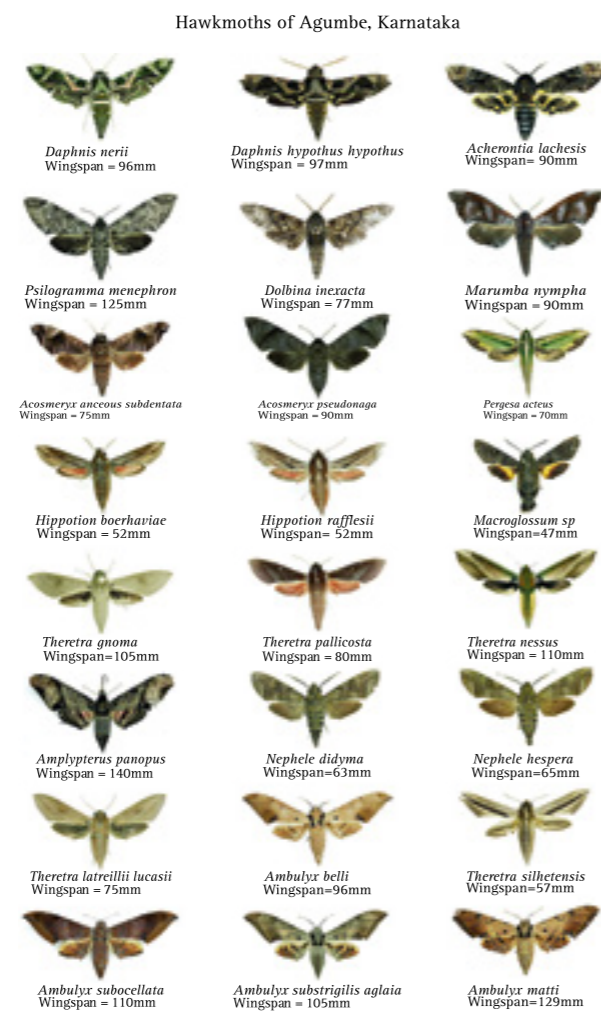 Hawkmoths of Agumbe, Karnataka
Daphnis nerii
Wingspan = 96mm
Daphnis hypothus hypothus
Wingspan = 97mm
Acherontia lachesis
Wingspan= 90mm
Psilogramma menephron
Wingspan = 125mm
Dolbina inexacta
Wingspan = 77mm
Marumba nympha
Wingspan = 90mm
Acosmeryx anceous subdentata
Wingspan = 75mm
Acosmeryx pseudonaga
Wingspan = 90mm
Pergesa acteus
Wingspan = 70mm
Hippotion boerhaviae
Wingspan = 52mm
Hippotion rafflesii
Wingspan= 52mm
Macroglossum sp
Wingspan=47mm
Theretra gnoma
Wingspan=105mm
Theretra pallicosta
Wingspan = 80mm
Theretra nessus
Wingspan = 110mm
Amplypterus panopus
Wingspan = 140mm
Nephele didyma
Wingspan=63mm
Nephele hespera
Wingspan=65mm
Theretra latreillii lucasii
Wingspan = 75mm
Ambulyx belli
Wingspan=96mm
Theretra silhetensis
Wingspan=57mm
Ambulyx subocellata
Wingspan = 110mm
Ambulyx substrigilis aglaia
Wingspan = 105mm
Ambulyx matti
Wingspan=129mm